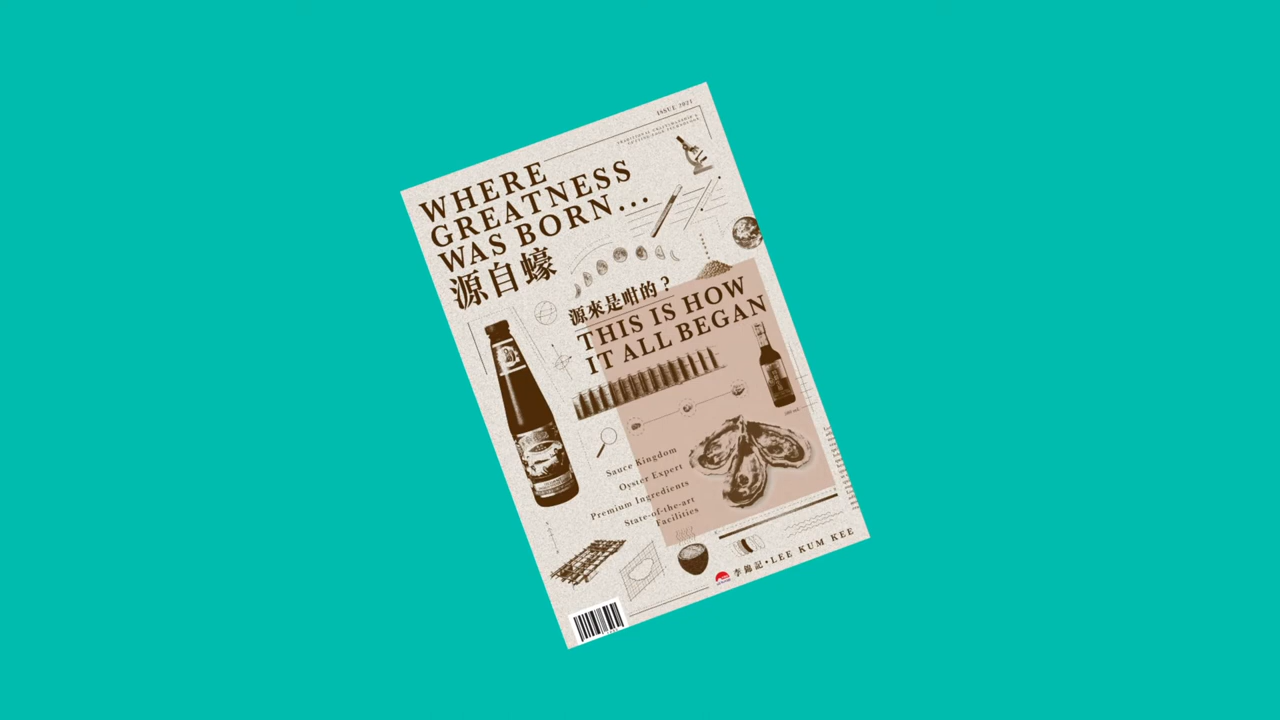 ISSUE 2021
WHERE
GREATNESS
WAS BORN...
源自蠔
源來是咁的？
THIS IS HOW
IT ALL BEGAN
Sauce Kingdom
Oyster Expert
Premium Ingredients
State-of-the-art
Facilities
李錦記•LEE KUM KEE